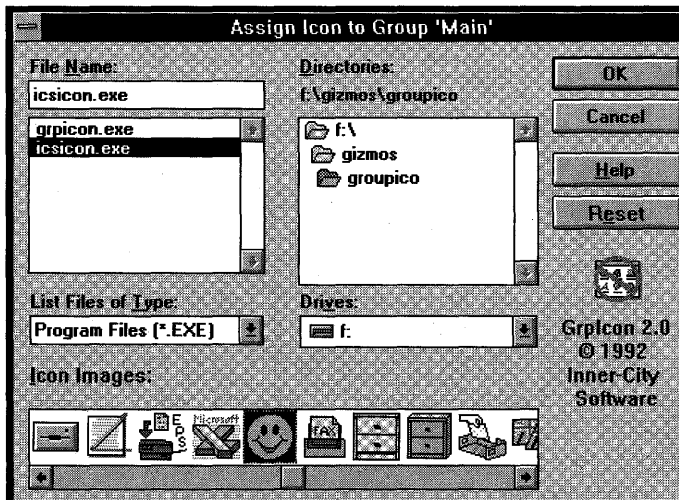 Assign Icon to Group 'Main'
File Name:
icsicon.exe
grpicon.exe
icsicon.exe
List Files of Type:
Program Files (*.EXE)
Directories:
f:\gizmos\groupico
f:\
gizmos
groupico
Drives:
f:
OK
Cancel
Help
Reset
GrpIcon 2.0
© 1992
Inner-City
Software
Icon Images:
EPS
Microsoft
FAX